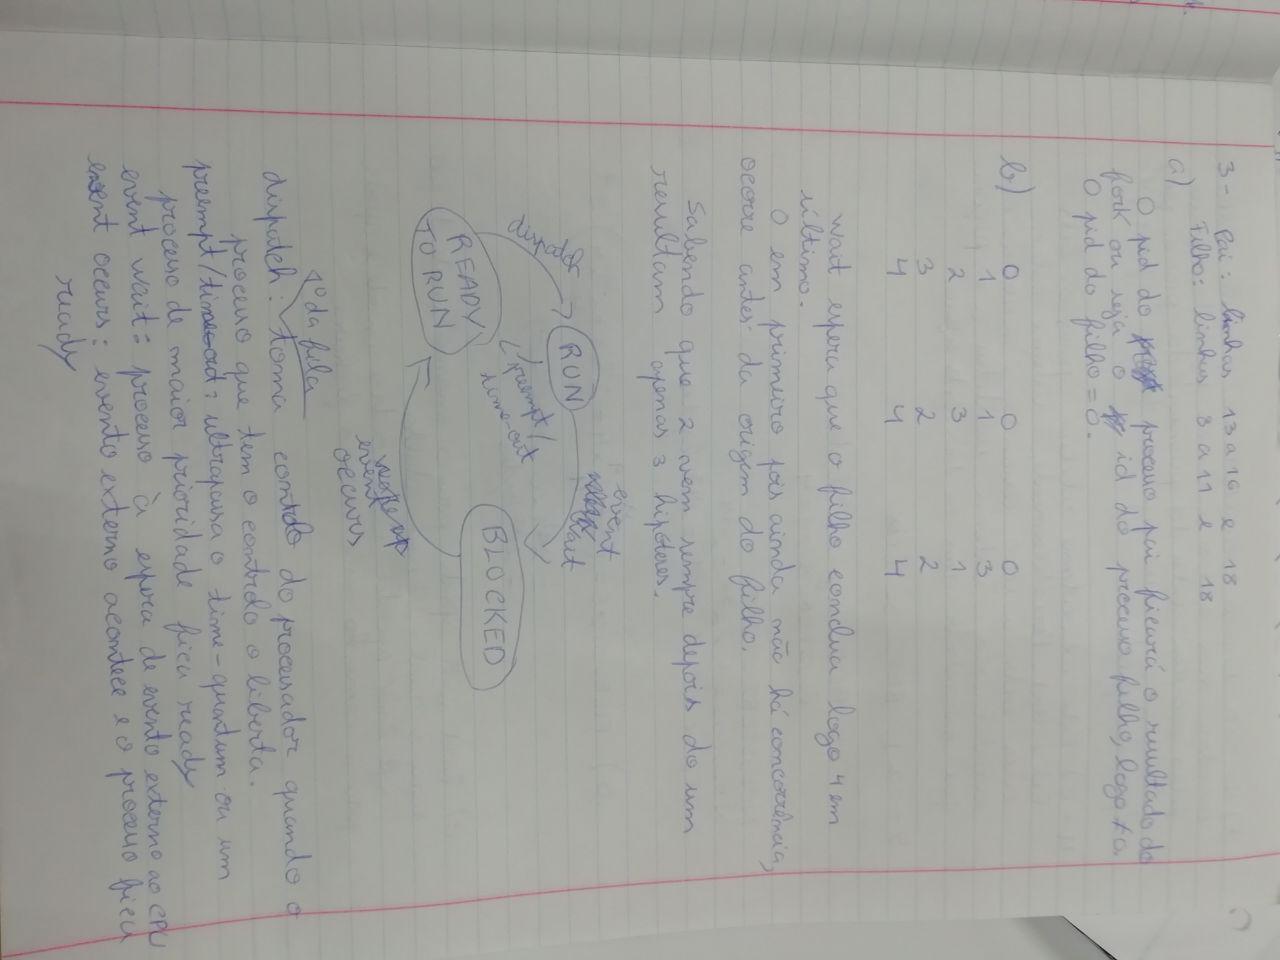 3- Pai: linhas 13 a 16 e 18
Filho: linhas 8 a 11 e 18
a)
O pid do processo pai ficará o resultado do
fork ou seja o id do processo filho, logo ≠ 0.
O pid do filho = 0.
b) 0 0 0
1 1 3
2 3 1
3 2 2
4 4 4
wait espera que o filho conclua logo 4 em
último.
0 em primeiro pois ainda não há concorrência,
ocorre antes da origem do filho.
Sabendo que 2 vem sempre depois do um
resultam apenas 3 hipóteses.
event
wait
dispatch
RUN
preempt/
time-out
BLOCKED
READY
TO RUN
event
occurs
1º da fila
dispatch: toma controlo do processador quando o
processo que tem o controlo o liberta.
preempt/time-out: ultrapassa o time-quantum ou um
processo de maior prioridade fica ready
event wait: processo à espera de evento externo ao CPU
event occurs: evento externo acontece e o processo fica
ready